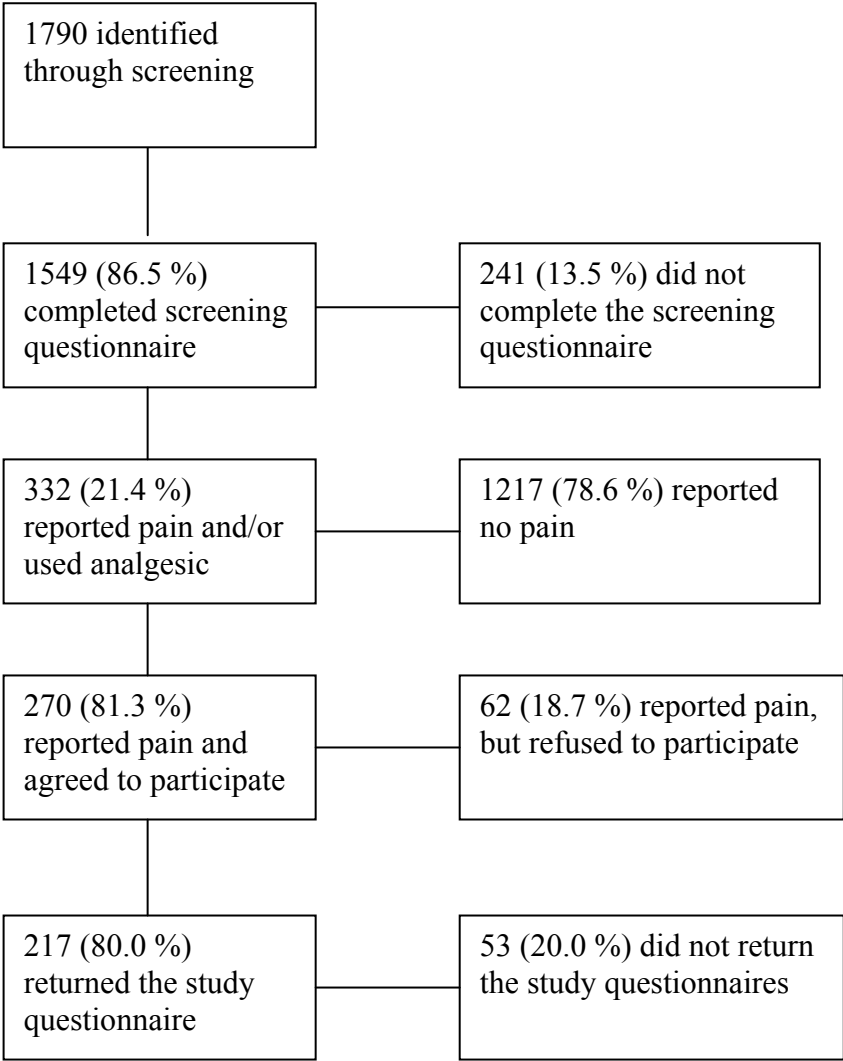 1790 identified
through screening
1549 (86.5 %)
completed screening
questionnaire
241 (13.5 %) did not
complete the screening
questionnaire
332 (21.4 %)
reported pain and/or
used analgesic
1217 (78.6 %) reported
no pain
270 (81.3 %)
reported pain and
agreed to participate
62 (18.7 %) reported pain,
but refused to participate
217 (80.0 %)
returned the study
questionnaire
53 (20.0 %) did not return
the study questionnaires